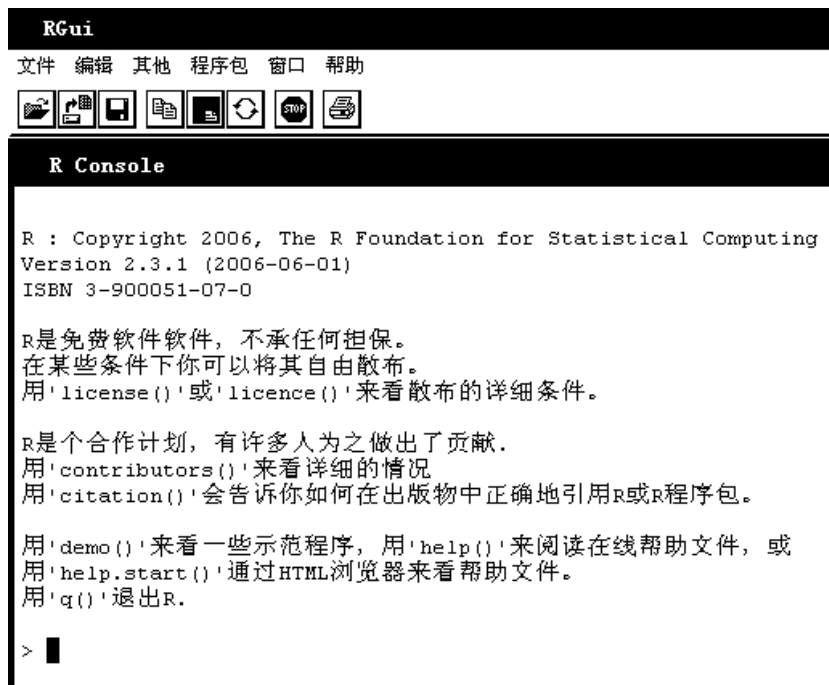 RGui
文件 编辑 其他 程序包 窗口 帮助
STOP
R Console
R : Copyright 2006, The R Foundation for Statistical Computing
Version 2.3.1 (2006-06-01)
ISBN 3-900051-07-0
R是免费软件软件，不承任何担保。
在某些条件下你可以将其自由散布。
用'license()'或'licence()'来看散布的详细条件。
R是个合作计划，有许多人为之做出了贡献.
用'contributors()'来看详细的情况
用'citation()'会告诉你如何在出版物中正确地引用R或R程序包。
用'demo()'来看一些示范程序，用'help()'来阅读在线帮助文件，或
用'help.start()'通过HTML浏览器来看帮助文件。
用'q()'退出R.
>